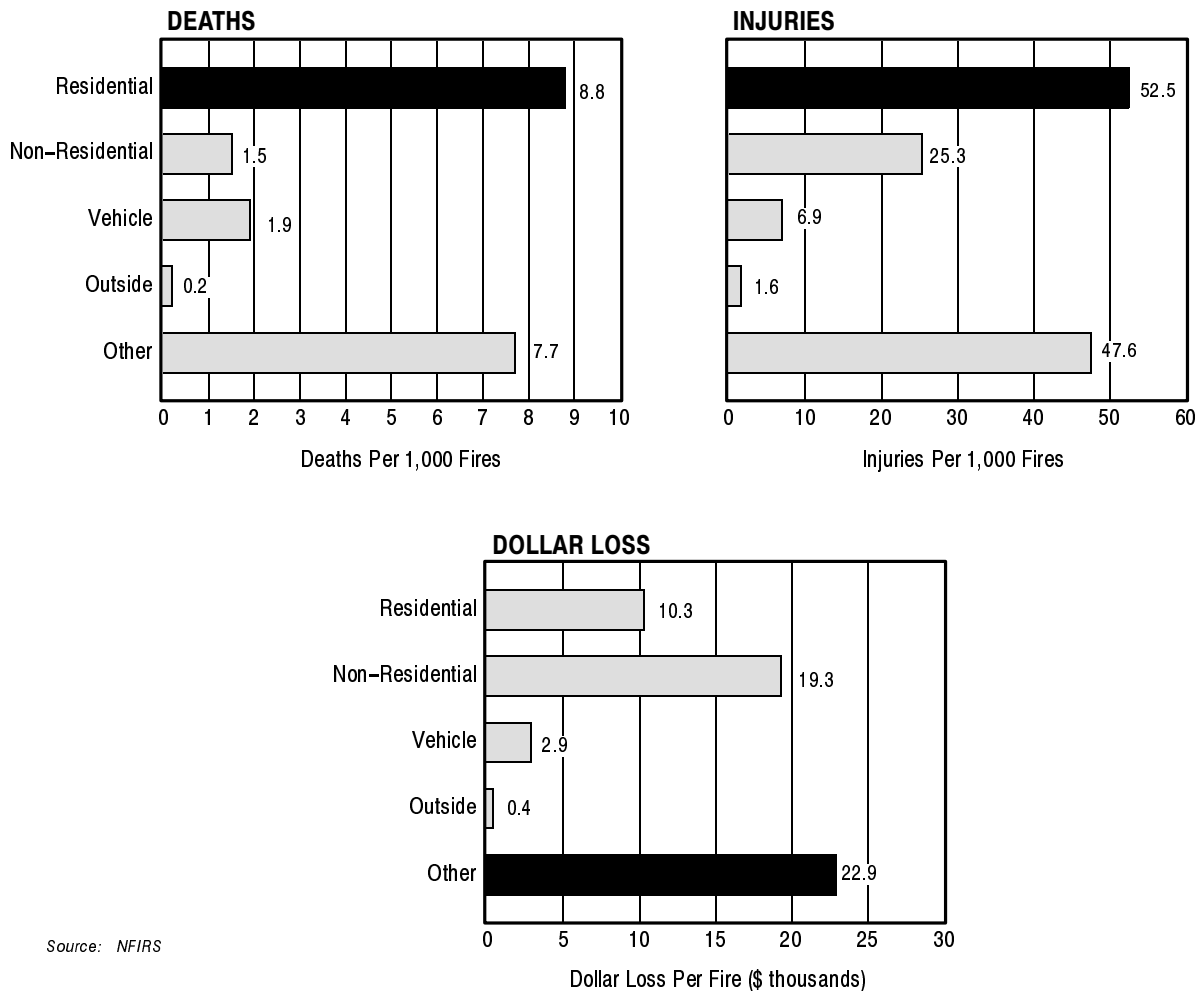 DEATHS
Residential 8.8
Non–Residential 1.5
Vehicle 1.9
Outside 0.2
Other 7.7
0 1 2 3 4 5 6 7 8 9 10
Deaths Per 1,000 Fires
INJURIES
52.5
25.3
6.9
1.6
47.6
0 10 20 30 40 50 60
Injuries Per 1,000 Fires
DOLLAR LOSS
Residential 10.3
Non–Residential 19.3
Vehicle 2.9
Outside 0.4
Other 22.9
0 5 10 15 20 25 30
Dollar Loss Per Fire ($ thousands)
Source: NFIRS